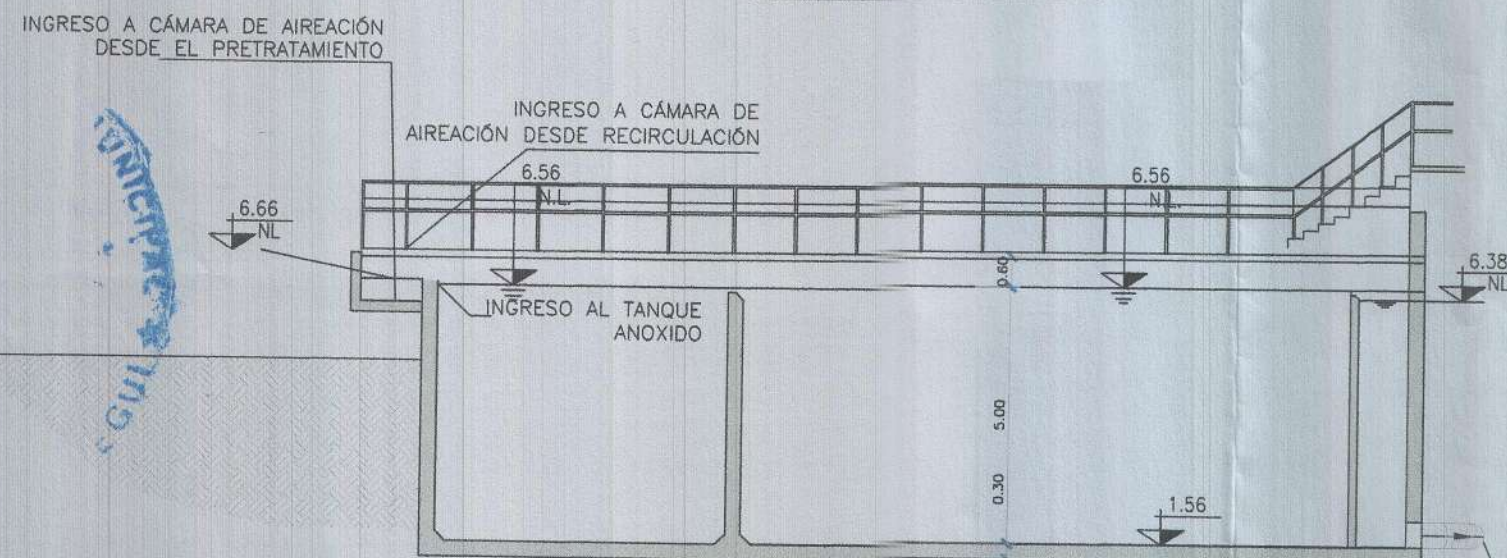 INGRESO A CÁMARA DE AIREACIÓN
DESDE EL PRETRATAMIENTO
INGRESO A CÁMARA DE
AIREACIÓN DESDE RECIRCULACIÓN
6.56
N.L.
6.56
N.L.
6.66
NL
6.38
NL
0.60
INGRESO AL TANQUE
ANOXIDO
5.00
0.30
1.56